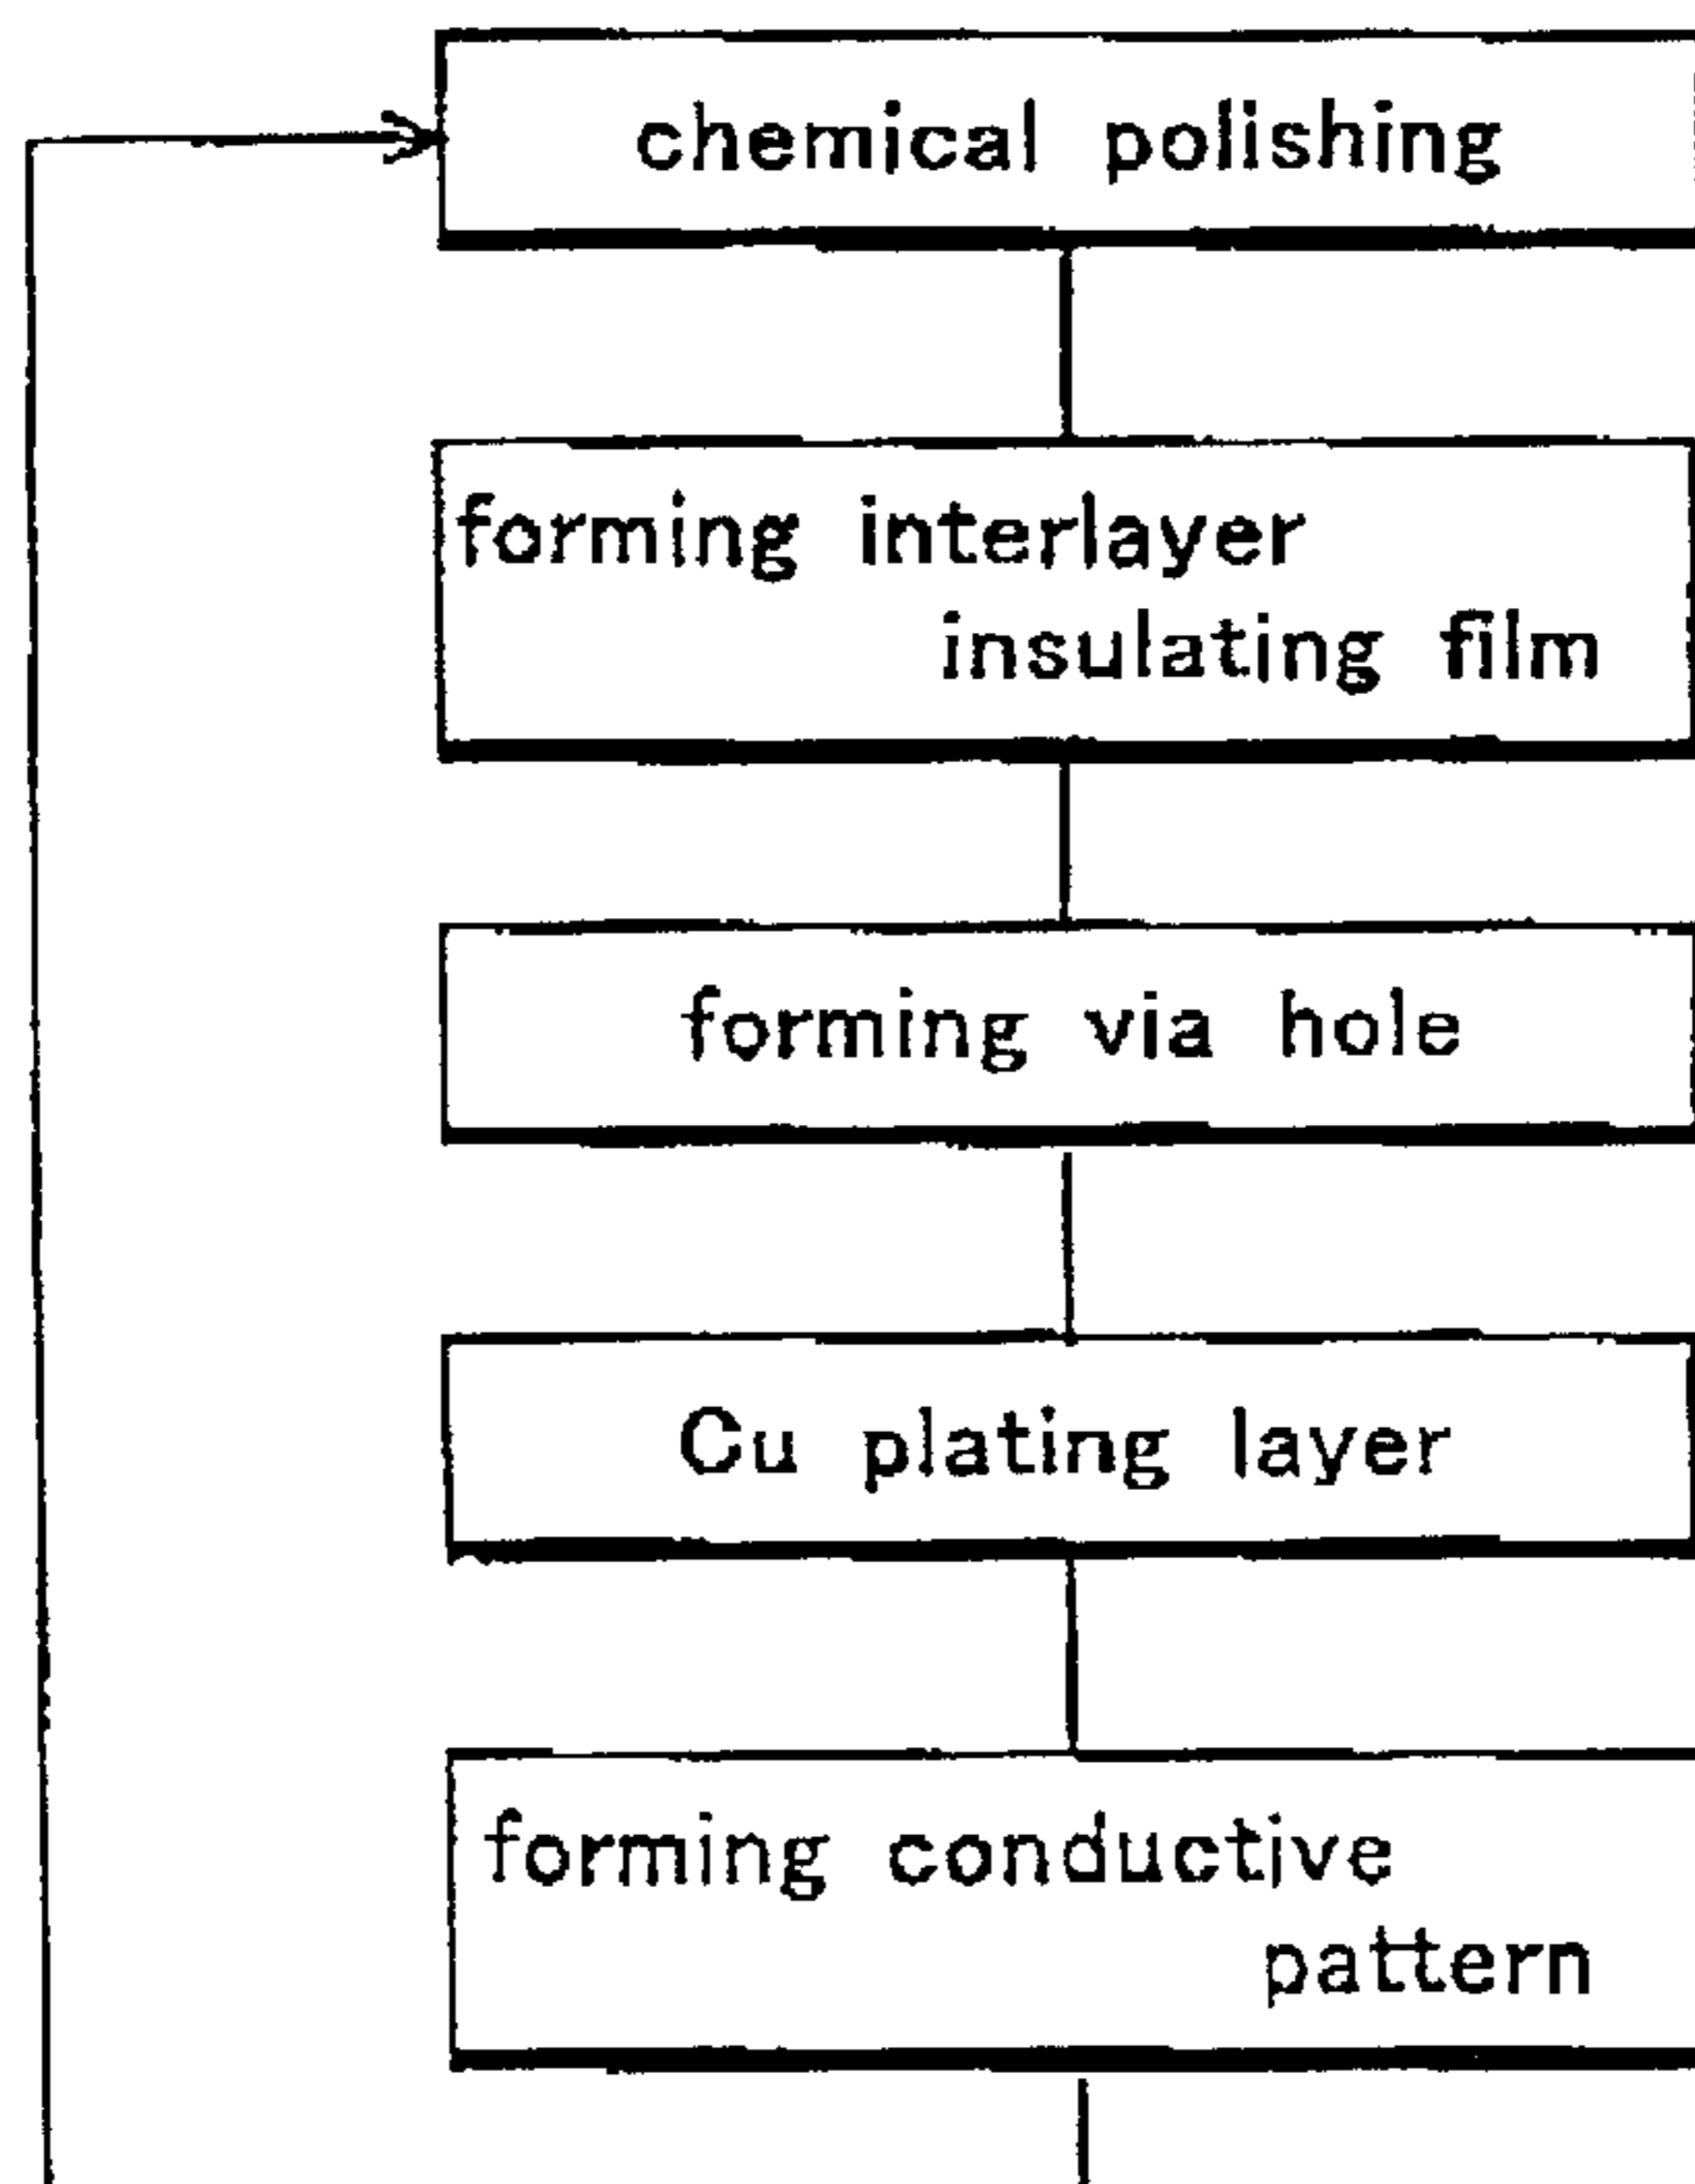 chemical polishing
forming interlayer
insulating film
forming via hole
Cu plating layer
forming conductive
pattern